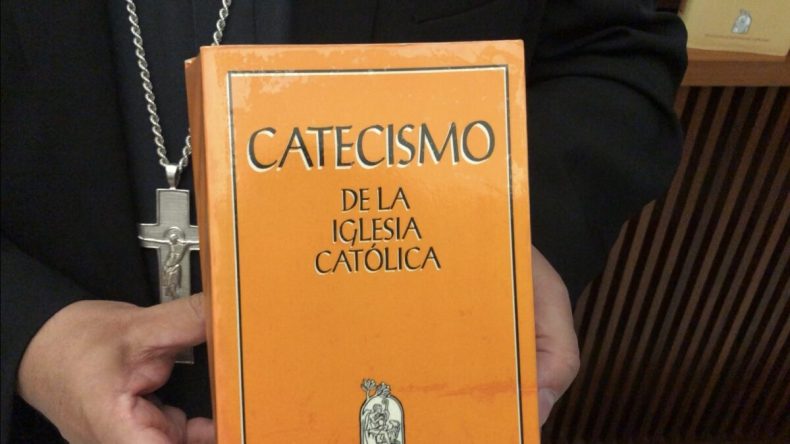 CATECISMO
DE LA
IGLESIA
CATÓLICA